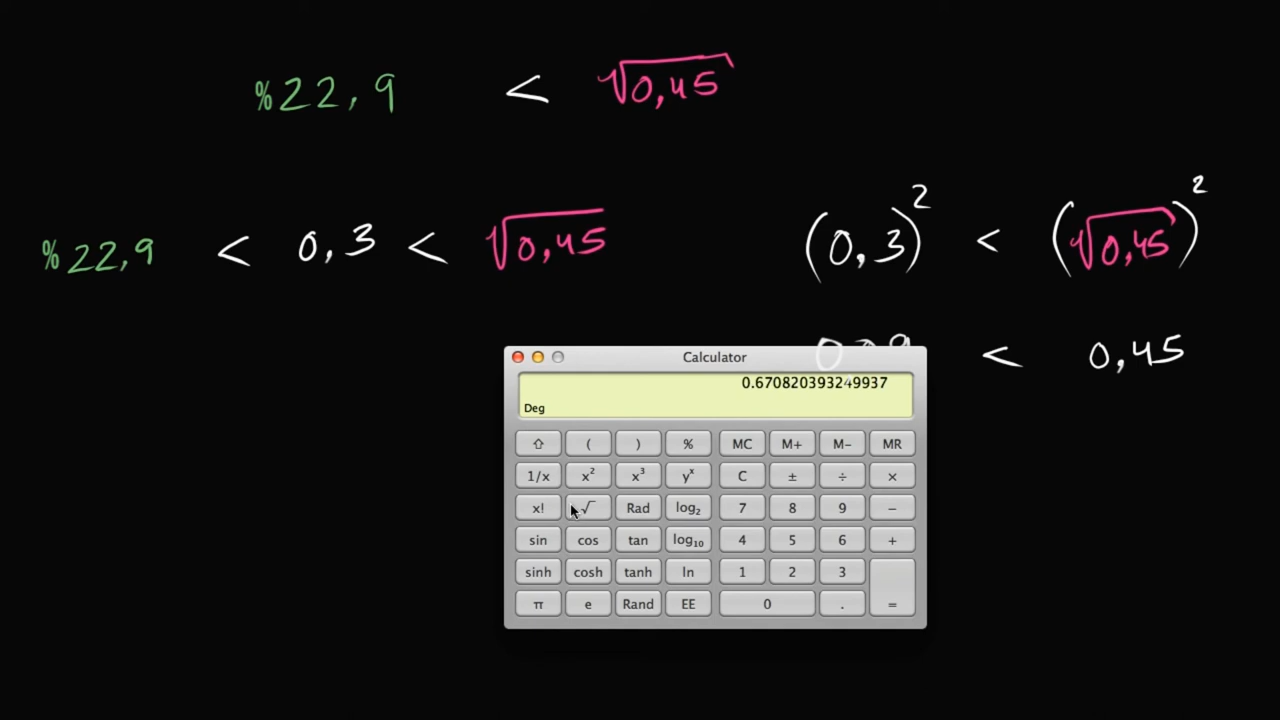 %22,9 < √0,45
%22,9 < 0,3 < √0,45
(0,3)² < (√0,45)²
< 0,45
Calculator
0.670820393249937
Deg
⇧ ( ) % MC M+ M− MR
1/x x² x³ yˣ C ± ÷ ×
x! √ Rad log₂ 7 8 9 −
sin cos tan log₁₀ 4 5 6 +
sinh cosh tanh ln 1 2 3
π e Rand EE 0 . =